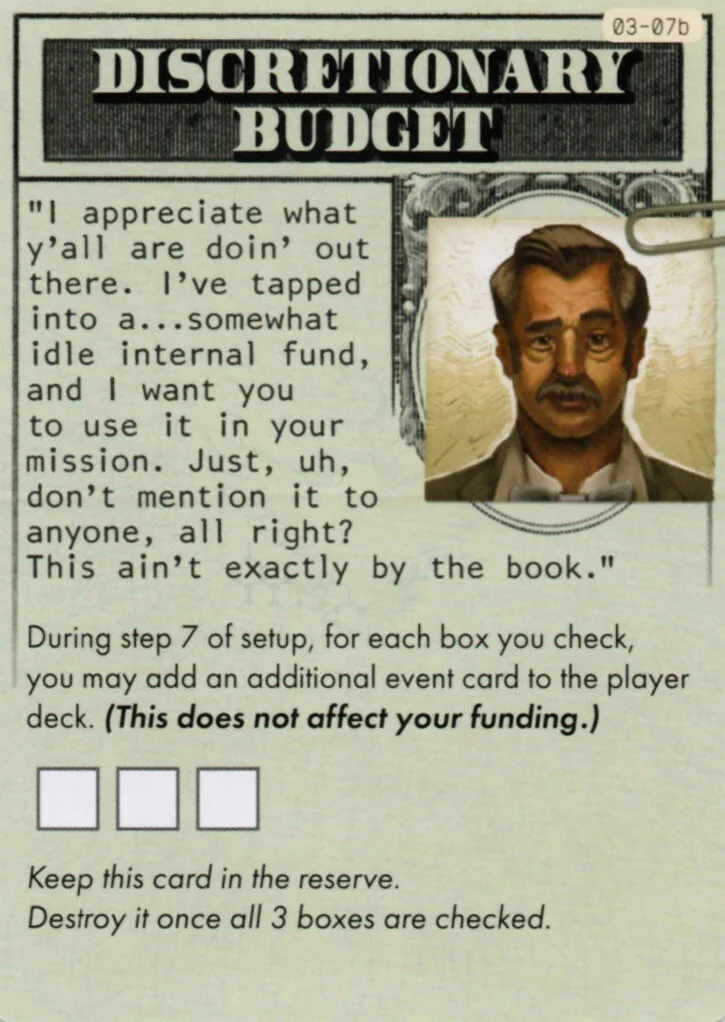 03-07b
DISCRETIONARY
BUDGET
"I appreciate what
y'all are doin' out
there. I've tapped
into a...somewhat
idle internal fund,
and I want you
to use it in your
mission. Just, uh,
don't mention it to
anyone, all right?
This ain't exactly by the book."
During step 7 of setup, for each box you check,
you may add an additional event card to the player
deck. (This does not affect your funding.)
Keep this card in the reserve.
Destroy it once all 3 boxes are checked.